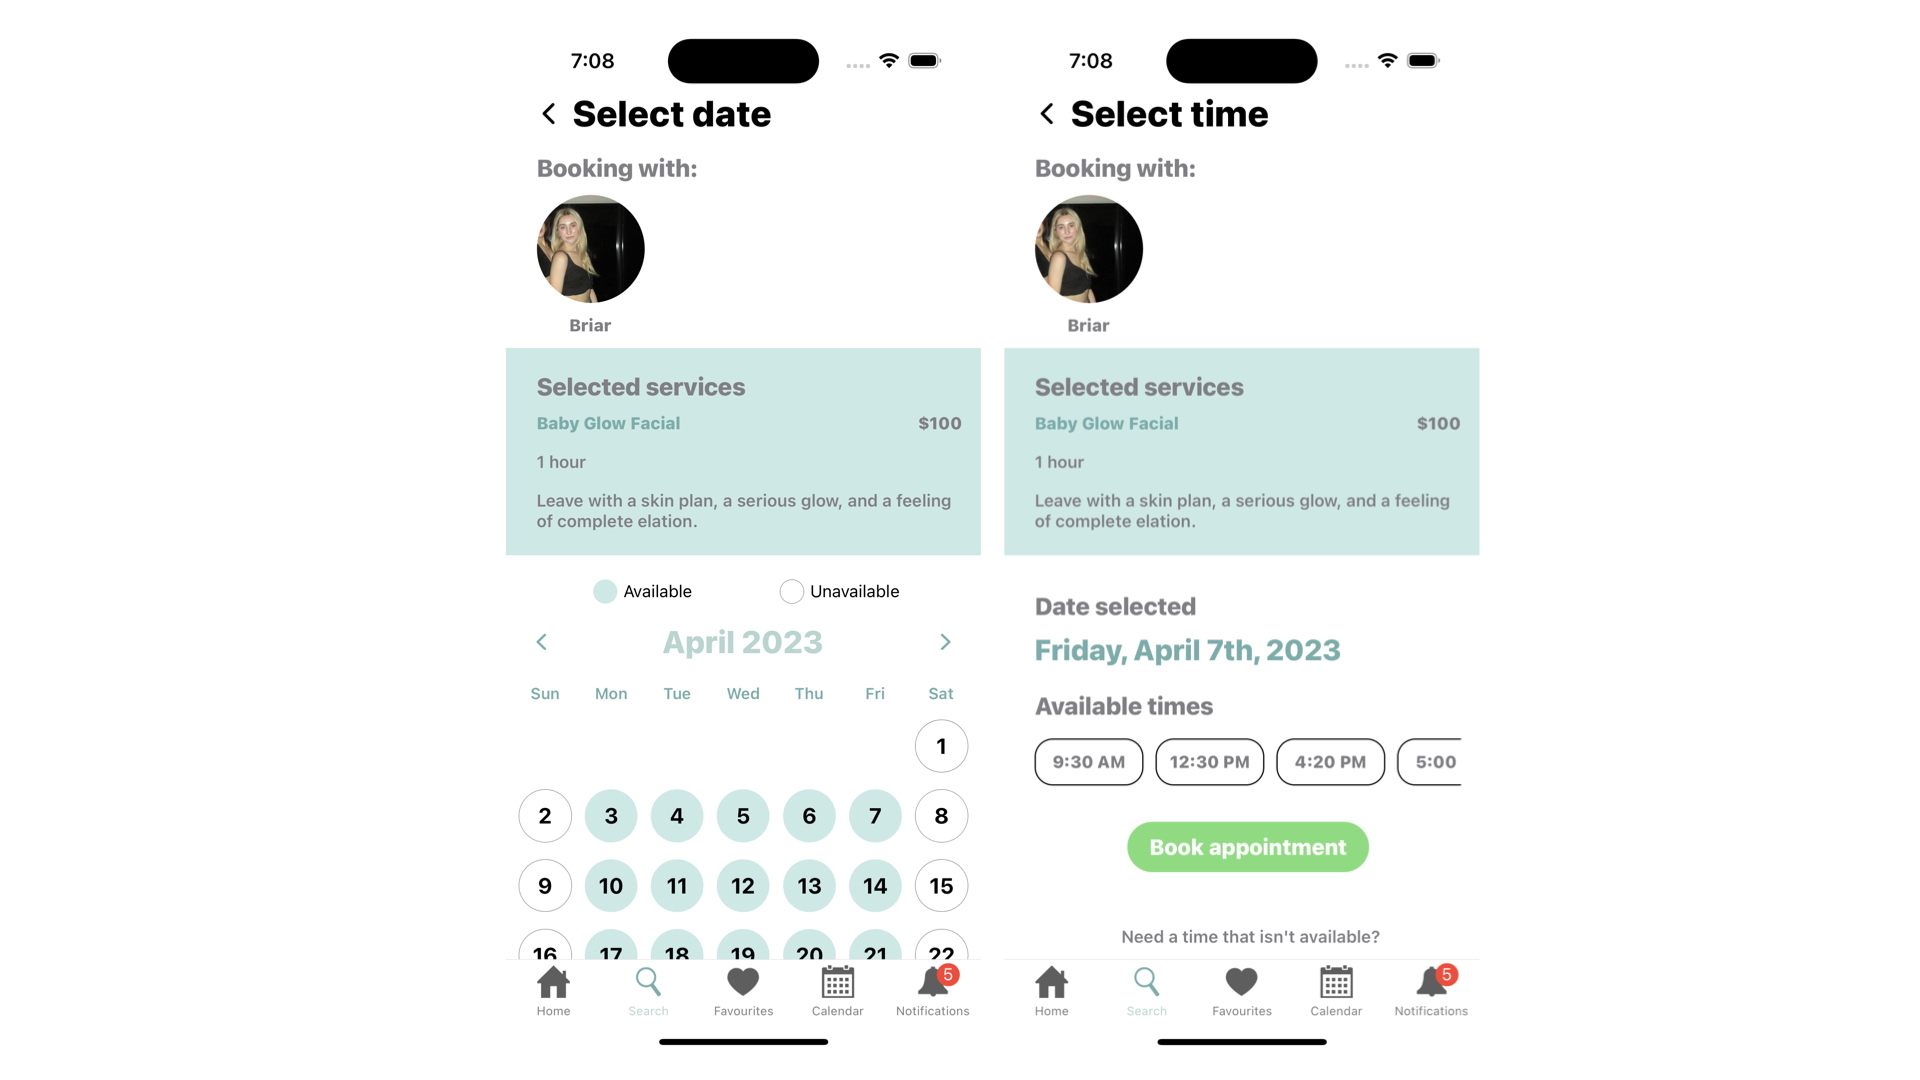 7:08
Select date
Booking with:
Briar
Selected services
Baby Glow Facial $100
1 hour
Leave with a skin plan, a serious glow, and a feeling
of complete elation.
Available Unavailable
April 2023
Sun Mon Tue Wed Thu Fri Sat
1
2 3 4 5 6 7 8
9 10 11 12 13 14 15
16 17 18 19 20 21 22
5
Home Search Favourites Calendar Notifications
7:08
Select time
Booking with:
Briar
Selected services
Baby Glow Facial $100
1 hour
Leave with a skin plan, a serious glow, and a feeling
of complete elation.
Date selected
Friday, April 7th, 2023
Available times
9:30 AM 12:30 PM 4:20 PM 5:00
Book appointment
Need a time that isn't available?
5
Home Search Favourites Calendar Notifications